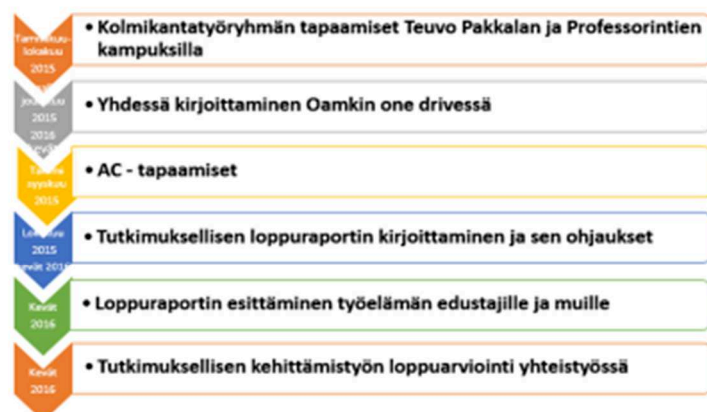 lokakuu
2015
• Kolmikantatyöryhmän tapaamiset Teuvo Pakkalan ja Professorintien
kampuksilla
2015
2016
• Yhdessä kirjoittaminen Oamkin one drivessä
syyskuu
2015
• AC - tapaamiset
2015
kevät 2016
• Tutkimuksellisen loppuraportin kirjoittaminen ja sen ohjaukset
Kevät
2016
• Loppuraportin esittäminen työelämän edustajille ja muille
Kevät
2016
• Tutkimuksellisen kehittämistyön loppuarviointi yhteistyössä